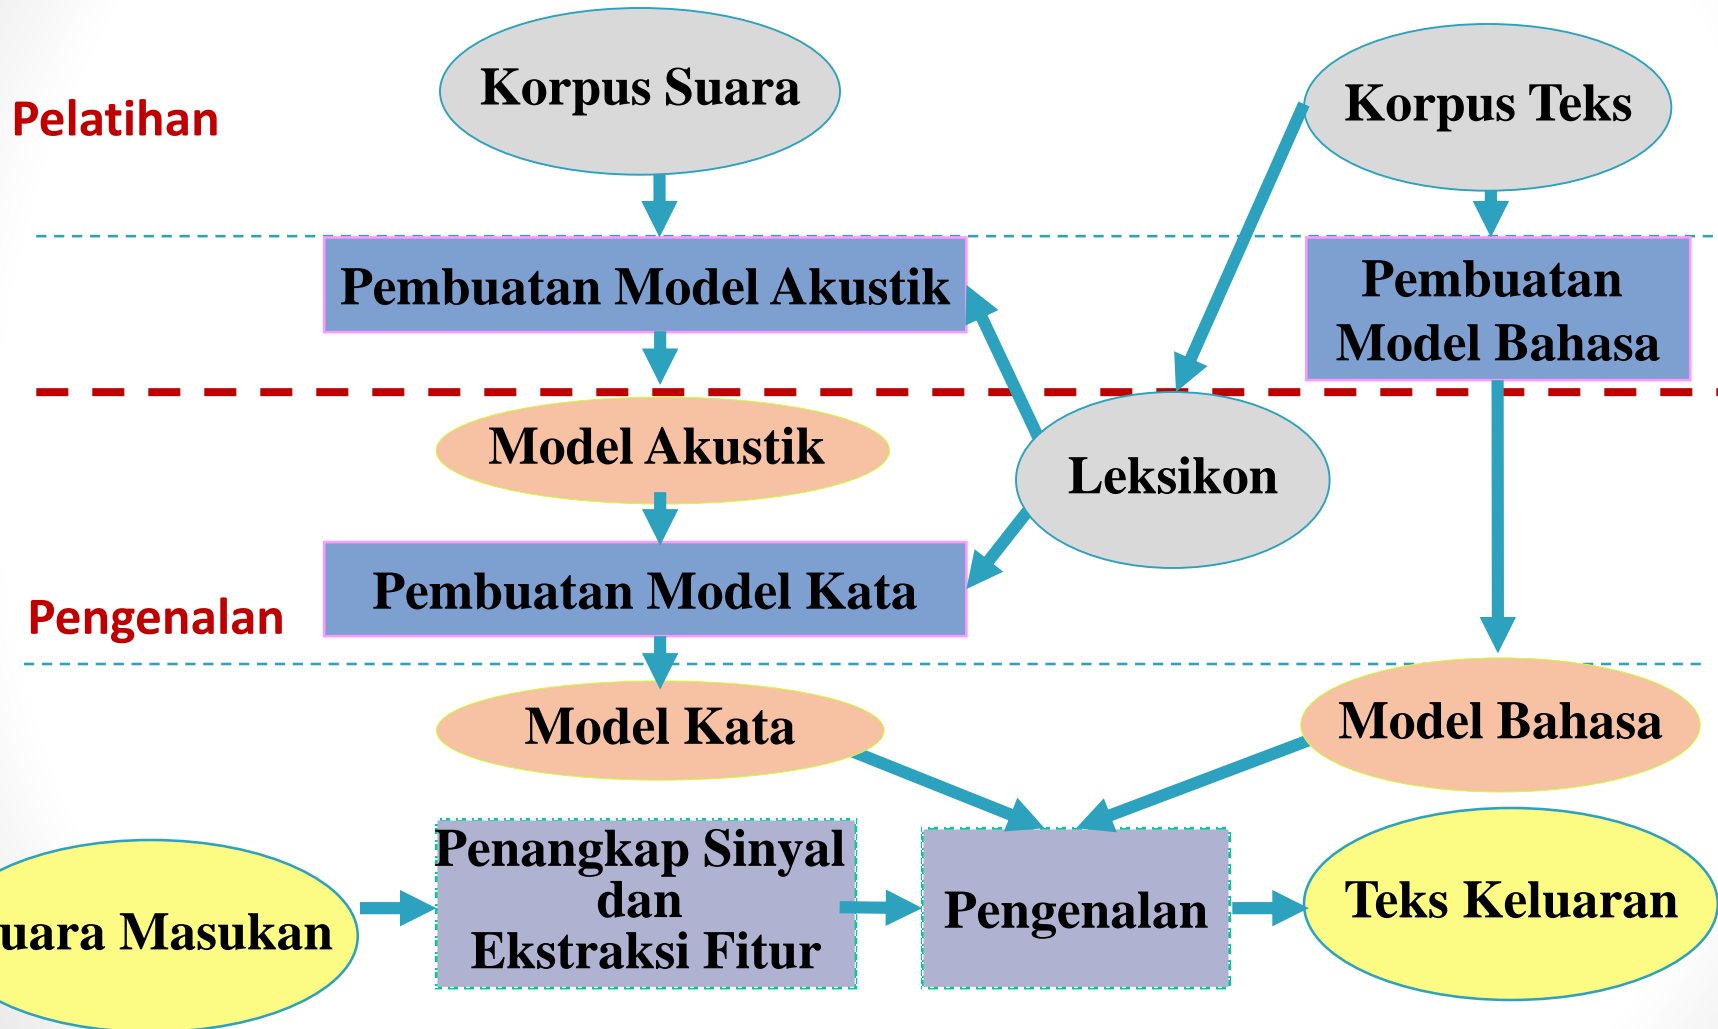 Korpus Suara
Korpus Teks
Pelatihan
Pembuatan Model Akustik
Pembuatan
Model Bahasa
Model Akustik
Leksikon
Pembuatan Model Kata
Pengenalan
Model Kata
Model Bahasa
Penangkap Sinyal
dan
Ekstraksi Fitur
uara Masukan
Pengenalan
Teks Keluaran